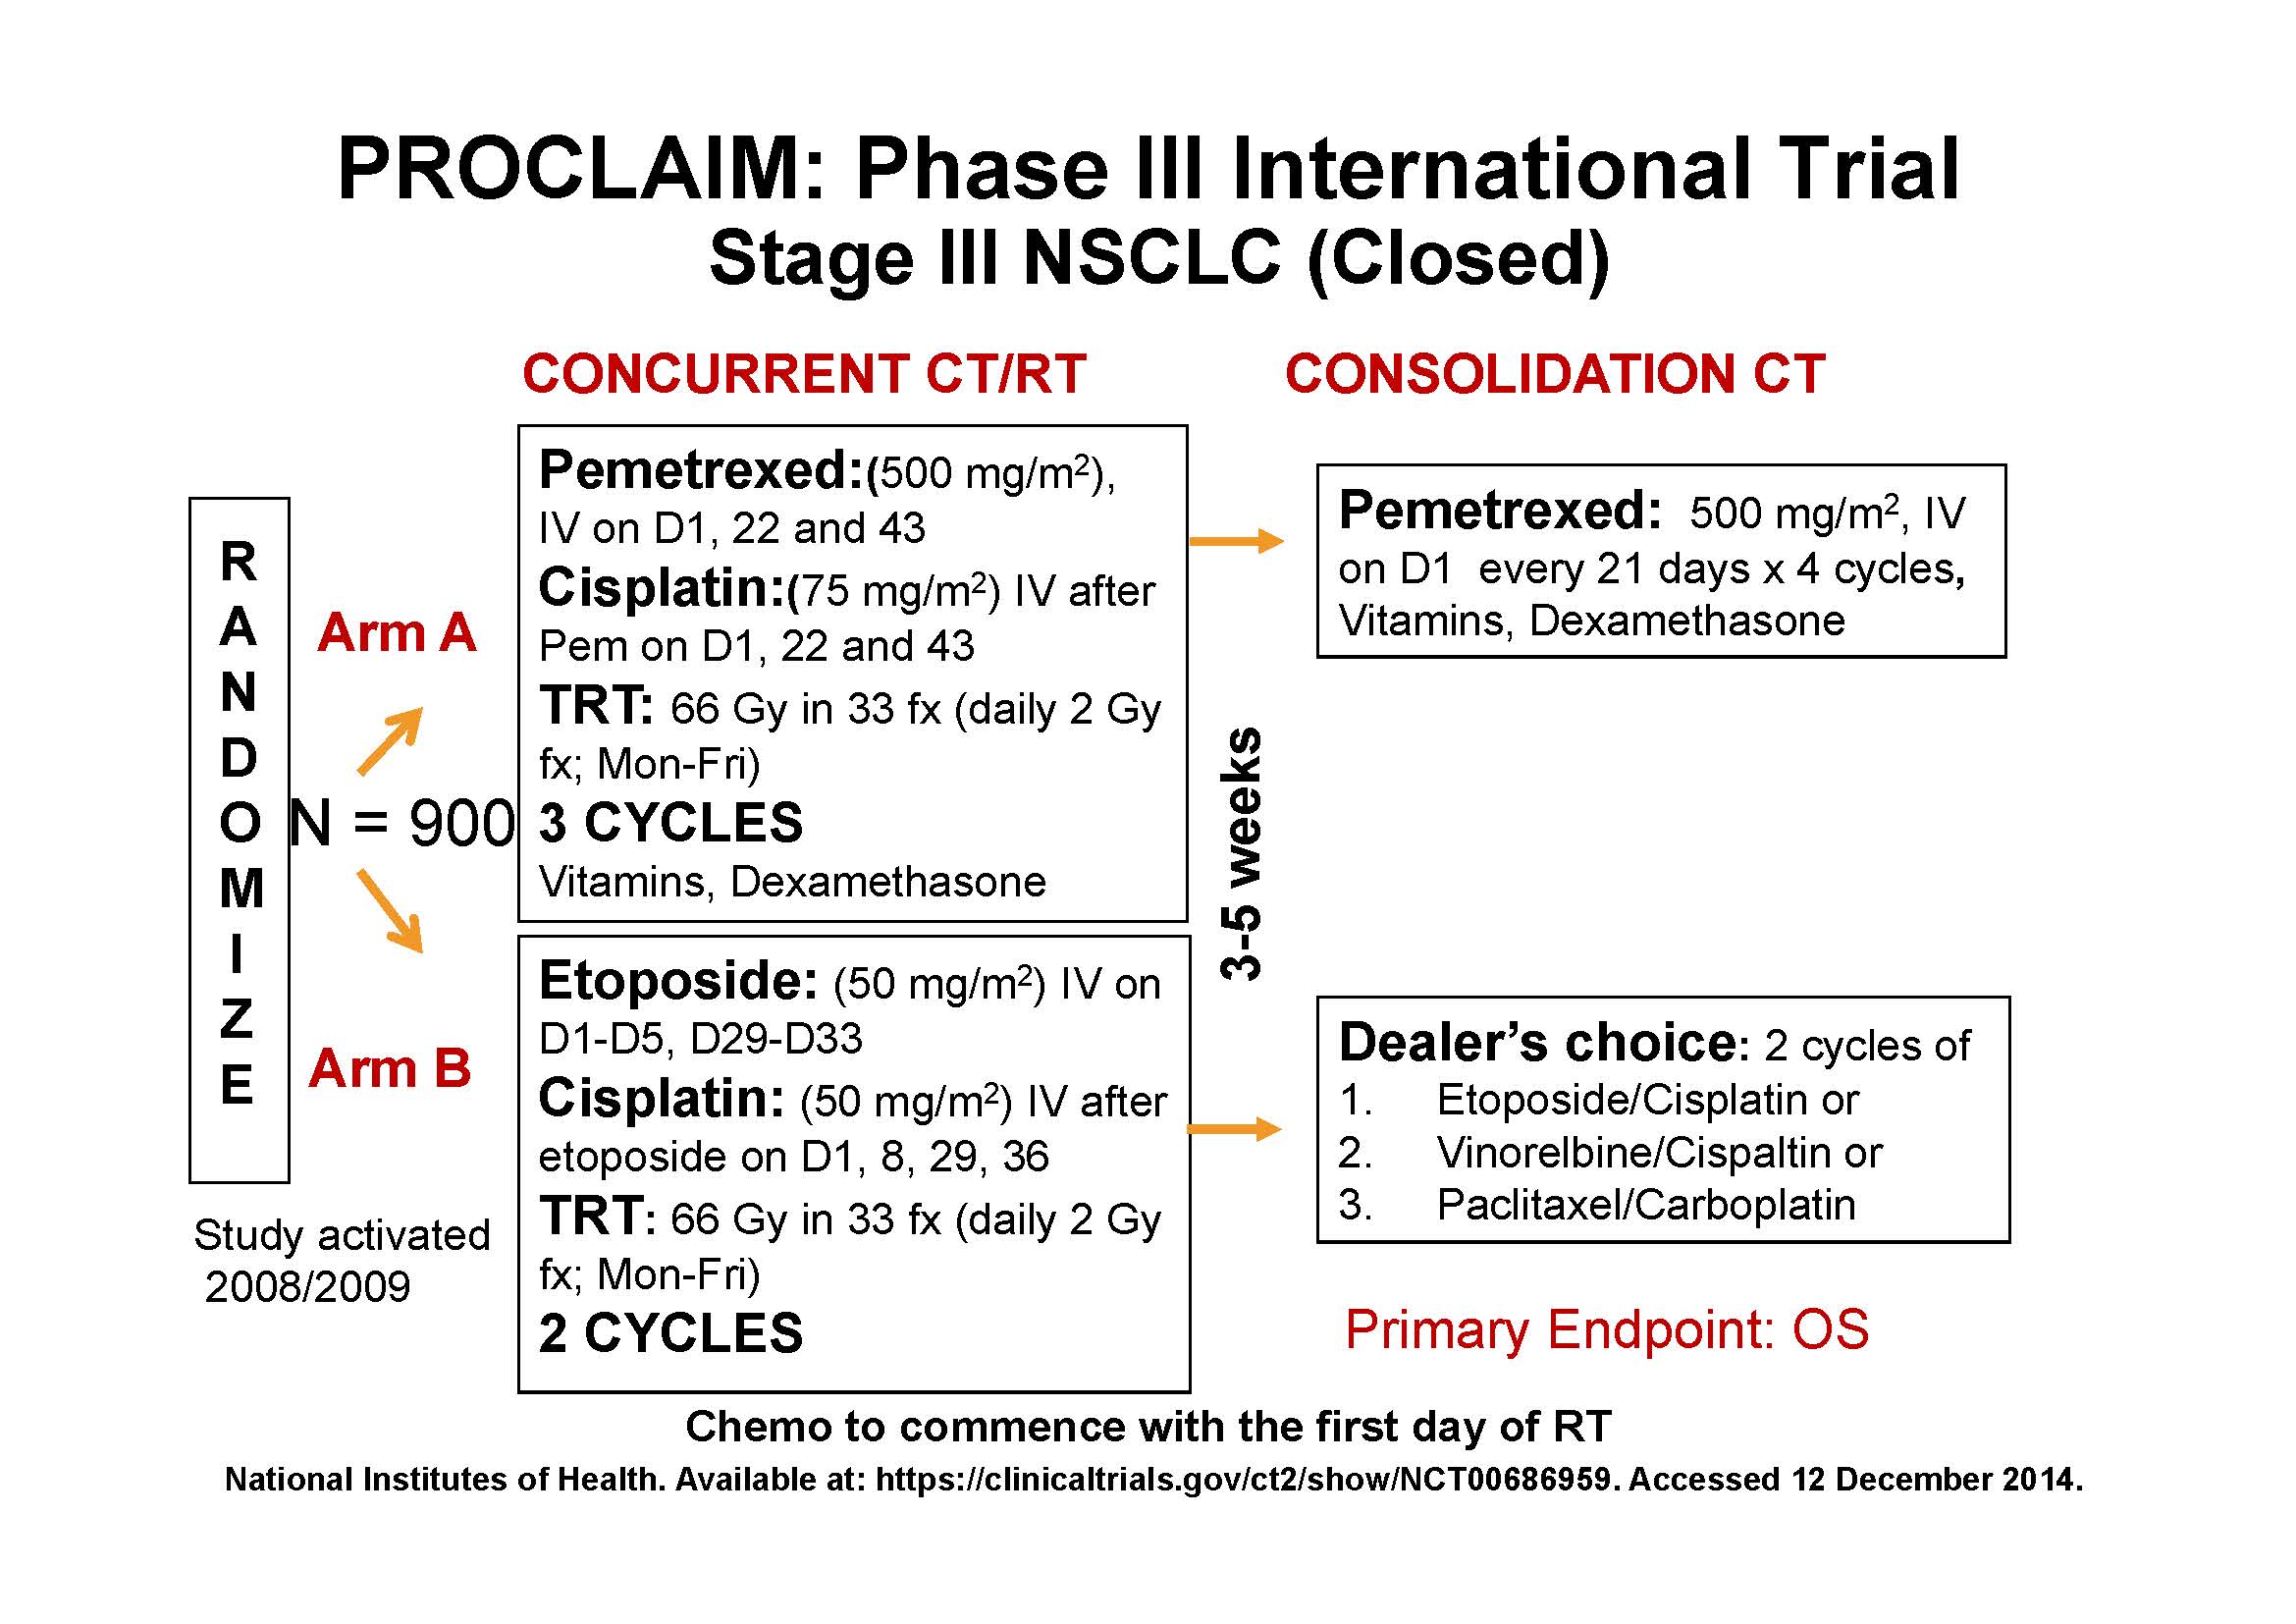 PROCLAIM: Phase III International Trial
Stage III NSCLC (Closed)
CONCURRENT CT/RT
CONSOLIDATION CT
RANDOMIZE
N = 900
Arm A
Pemetrexed:(500 mg/m²),
IV on D1, 22 and 43
Cisplatin:(75 mg/m²) IV after
Pem on D1, 22 and 43
TRT: 66 Gy in 33 fx (daily 2 Gy
fx; Mon-Fri)
3 CYCLES
Vitamins, Dexamethasone
Pemetrexed: 500 mg/m², IV
on D1 every 21 days x 4 cycles,
Vitamins, Dexamethasone
3-5 weeks
Arm B
Etoposide: (50 mg/m²) IV on
D1-D5, D29-D33
Cisplatin: (50 mg/m²) IV after
etoposide on D1, 8, 29, 36
TRT: 66 Gy in 33 fx (daily 2 Gy
fx; Mon-Fri)
2 CYCLES
Dealer’s choice: 2 cycles of
1. Etoposide/Cisplatin or
2. Vinorelbine/Cispaltin or
3. Paclitaxel/Carboplatin
Study activated
2008/2009
Primary Endpoint: OS
Chemo to commence with the first day of RT
National Institutes of Health. Available at: https://clinicaltrials.gov/ct2/show/NCT00686959. Accessed 12 December 2014.